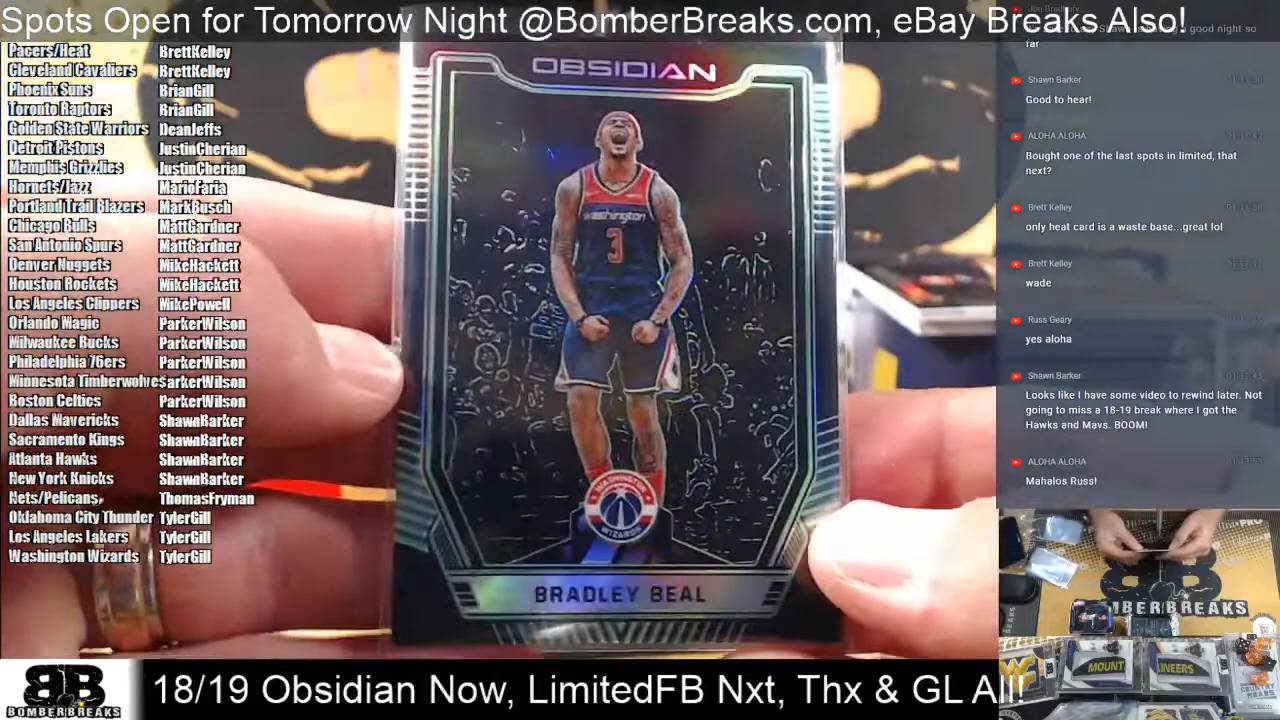 Spots Open for Tomorrow Night @BomberBreaks.com, eBay Breaks Also!
Pacers/Heat BrettKelley
Cleveland Cavaliers BrettKelley
Phoenix Suns BrianGill
Toronto Raptors BrianGill
Golden State Warriors DeanJeffs
Detroit Pistons JustinCherian
Memphis Grizzlies JustinCherian
Hornets/Jazz MarioFaria
Portland Trail Blazers MarkBusch
Chicago Bulls MattGardner
San Antonio Spurs MattGardner
Denver Nuggets MikeHackett
Houston Rockets MikeHackett
Los Angeles Clippers MikePowell
Orlando Magic ParkerWilson
Milwaukee Bucks ParkerWilson
Philadelphia 76ers ParkerWilson
Minnesota Timberwolves ParkerWilson
Boston Celtics ParkerWilson
Dallas Mavericks ShawnBarker
Sacramento Kings ShawnBarker
Atlanta Hawks ShawnBarker
New York Knicks ShawnBarker
Nets/Pelicans ThomasFryman
Oklahoma City Thunder TylerGill
Los Angeles Lakers TylerGill
Washington Wizards TylerGill
OBSIDIAN
Washington
3
WASHINGTON
WIZARDS
BRADLEY BEAL
good night so
far
Shawn Barker
Good to hear!
ALOHA ALOHA
Bought one of the last spots in limited, that
next?
Brett Kelley
only heat card is a waste base...great lol
Brett Kelley
wade
Russ Geary
yes aloha
Shawn Barker
Looks like I have some video to rewind later. Not
going to miss a 18-19 break where I got the
Hawks and Mavs. BOOM!
ALOHA ALOHA
Mahalos Russ!
BOMBERBREAKS
MOUNT
INEERS
BB
BOMBERBREAKS
18/19 Obsidian Now, LimitedFB Nxt, Thx & GL All!